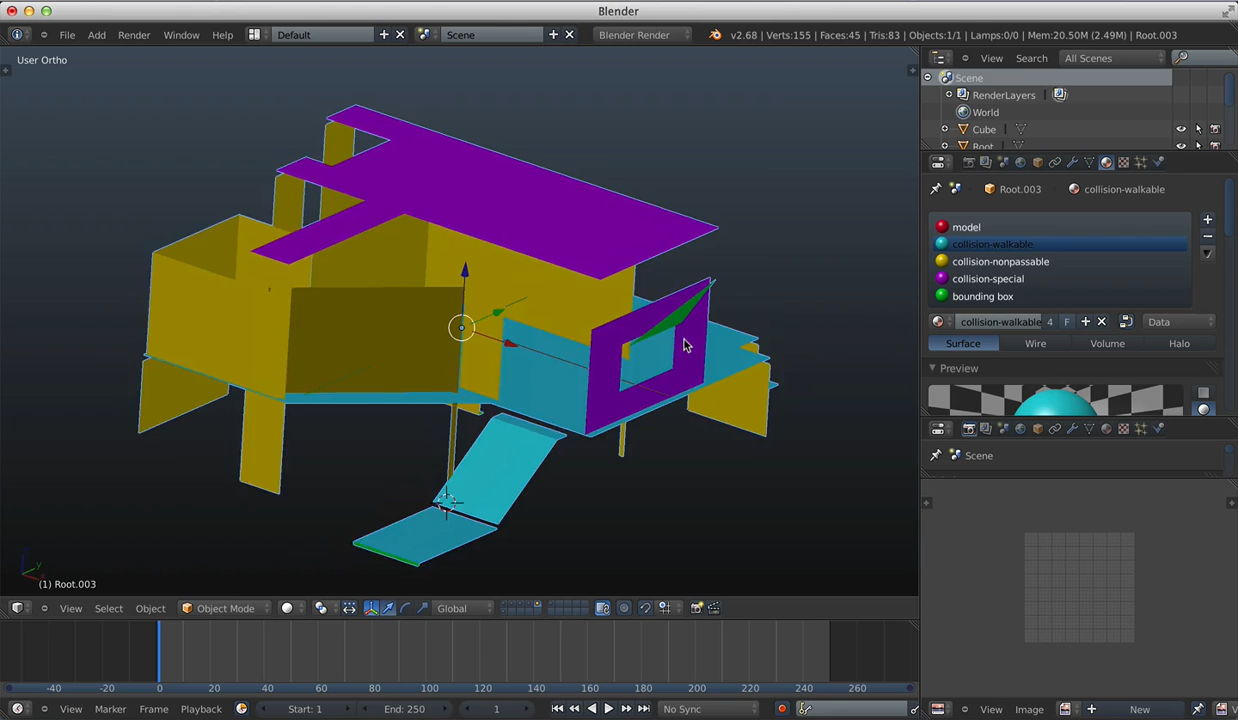 Blender
File Add Render Window Help Default Scene Blender Render v2.68 | Verts:155 | Faces:45 | Tris:83 | Objects:1/1 | Lamps:0/0 | Mem:20.50M (2.49M) | Root.003
User Ortho
View Search All Scenes
Scene
RenderLayers
World
Cube
Root
Root.003 collision-walkable
model
collision-walkable
collision-nonpassable
collision-special
bounding box
collision-walkable 4 F Data
Surface Wire Volume Halo
Preview
Scene
z y
(1) Root.003
View Select Object Object Mode Global
-40 -20 0 20 40 60 80 100 120 140 160 180 200 220 240 260
View Marker Frame Playback Start: 1 End: 250 1 No Sync
View Image New